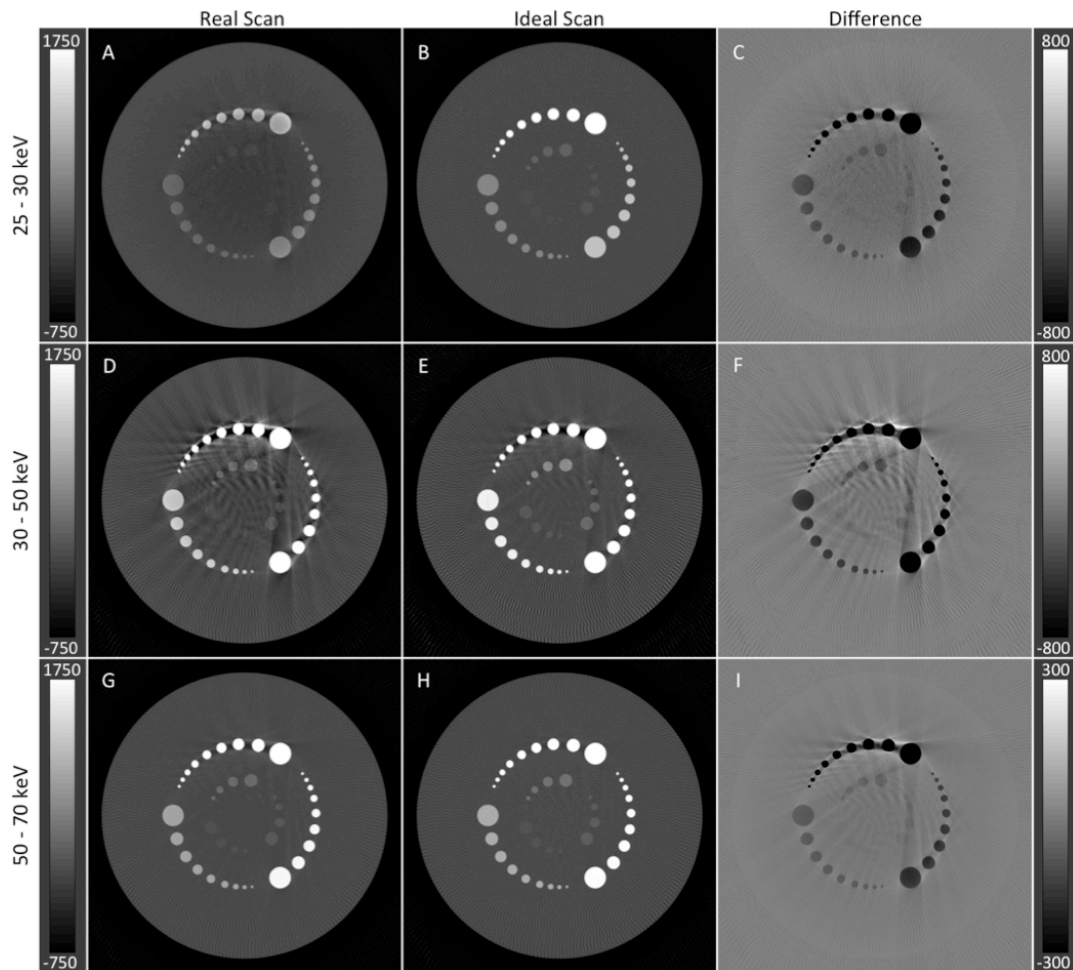 Real Scan Ideal Scan Difference
1750 A B C 800
25 - 30 keV
-750 -800
1750 D E F 800
30 - 50 keV
-750 -800
1750 G H I 300
50 - 70 keV
-750 -300